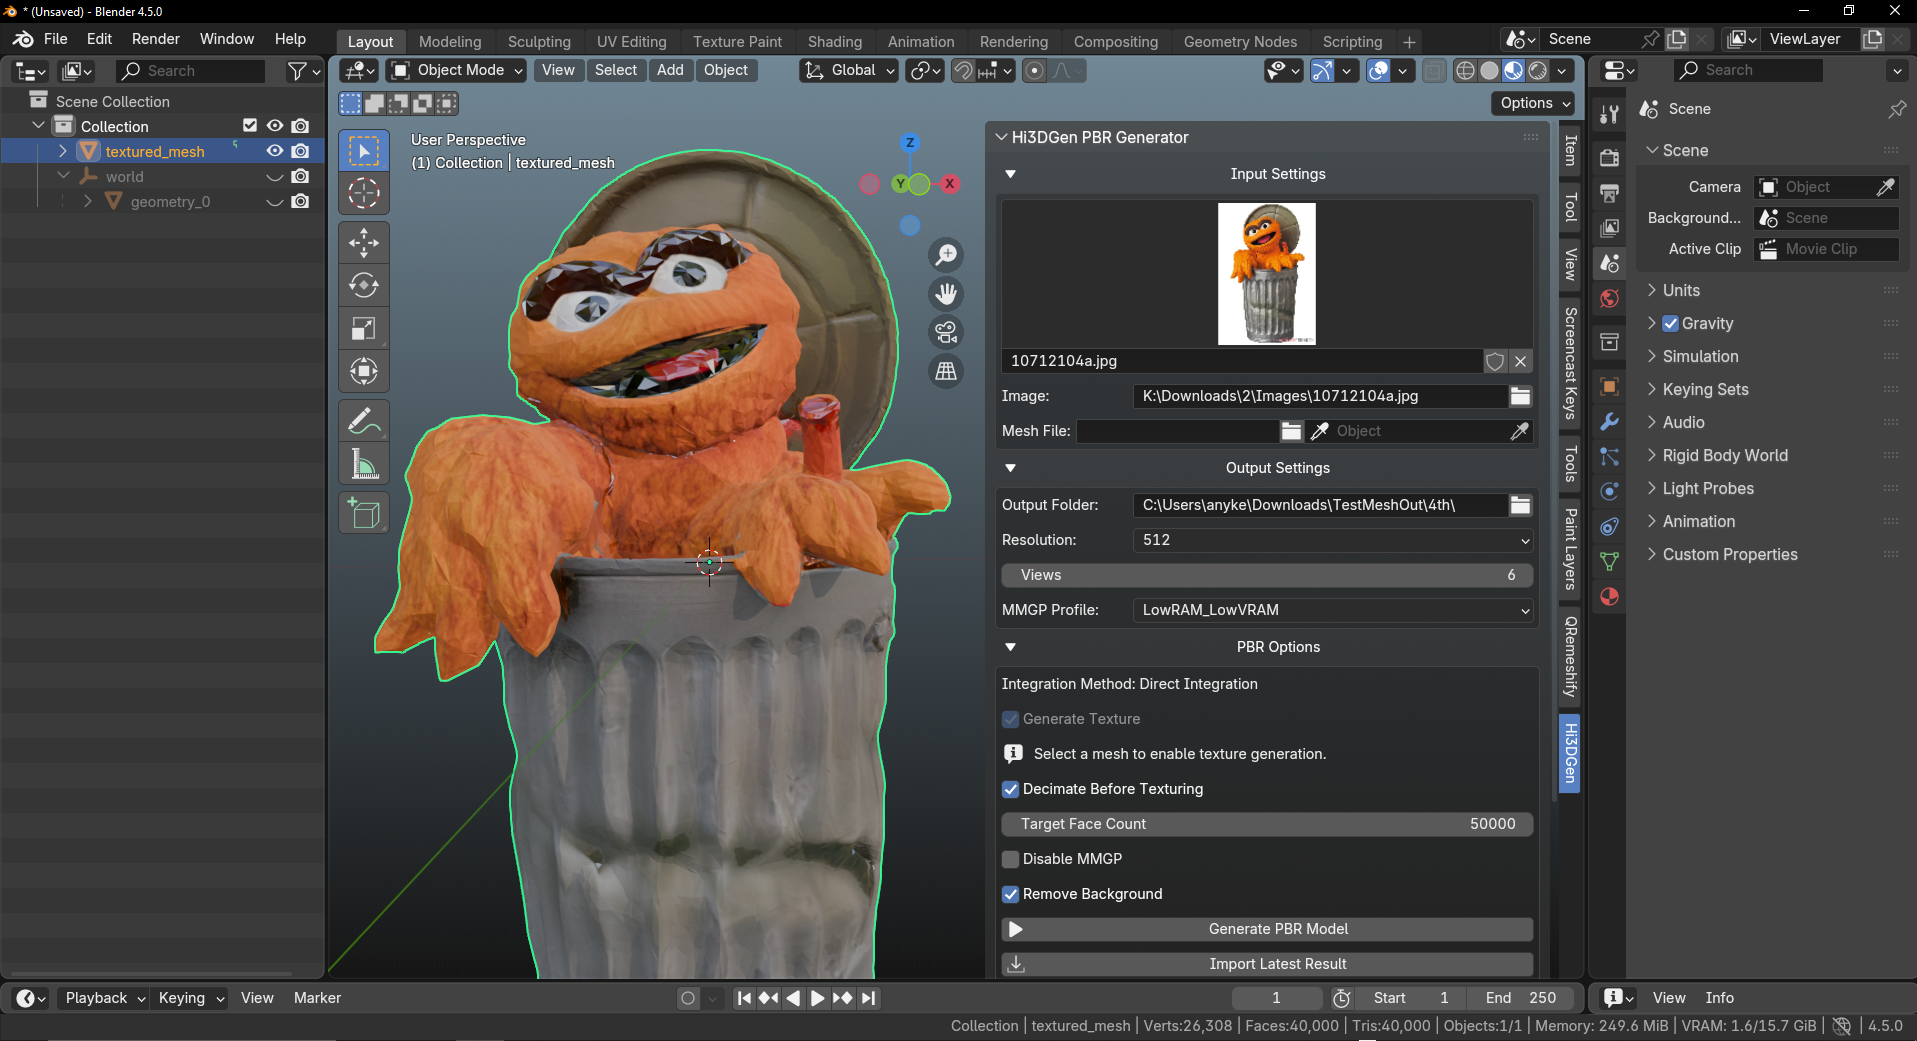 * (Unsaved) - Blender 4.5.0
File Edit Render Window Help
Layout Modeling Sculpting UV Editing Texture Paint Shading Animation Rendering Compositing Geometry Nodes Scripting +
Scene
ViewLayer
Search
Object Mode View Select Add Object
Global
Search
Options
Scene Collection
Collection
textured_mesh
world
geometry_0
User Perspective
(1) Collection | textured_mesh
Z
Y
X
Hi3DGen PBR Generator
Input Settings
10712104a.jpg
Image: K:\Downloads\2\Images\10712104a.jpg
Mesh File: Object
Output Settings
Output Folder: C:\Users\anyke\Downloads\TestMeshOut\4th\
Resolution: 512
Views 6
MMGP Profile: LowRAM_LowVRAM
PBR Options
Integration Method: Direct Integration
Generate Texture
Select a mesh to enable texture generation.
Decimate Before Texturing
Target Face Count 50000
Disable MMGP
Remove Background
Generate PBR Model
Import Latest Result
Item
Tool
View
Screencast Keys
Tools
Paint Layers
QRemeshify
Hi3DGen
Scene
Scene
Camera Object
Background... Scene
Active Clip Movie Clip
Units
Gravity
Simulation
Keying Sets
Audio
Rigid Body World
Light Probes
Animation
Custom Properties
Playback Keying View Marker
1
Start 1
End 250
View Info
Collection | textured_mesh | Verts:26,308 | Faces:40,000 | Tris:40,000 | Objects:1/1 | Memory: 249.6 MiB | VRAM: 1.6/15.7 GiB | 4.5.0